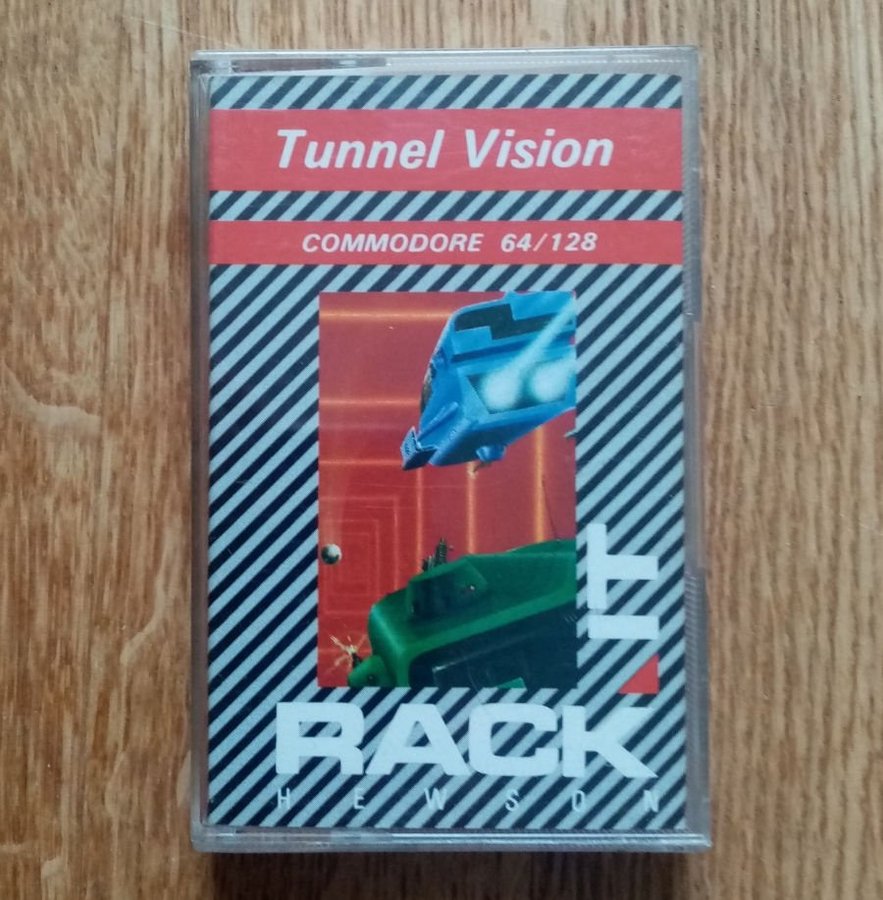 Tunnel Vision
COMMODORE 64/128
RACK
IT
HEWSON